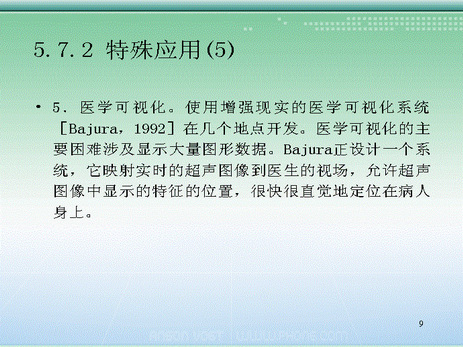 5.7.2 特殊应用(5)
• 5．医学可视化。使用增强现实的医学可视化系统
［Bajura，1992］在几个地点开发。医学可视化的主
要困难涉及显示大量图形数据。Bajura正设计一个系
统，它映射实时的超声图像到医生的视场，允许超声
图像中显示的特征的位置，很快很直觉地定位在病人
身上。
9